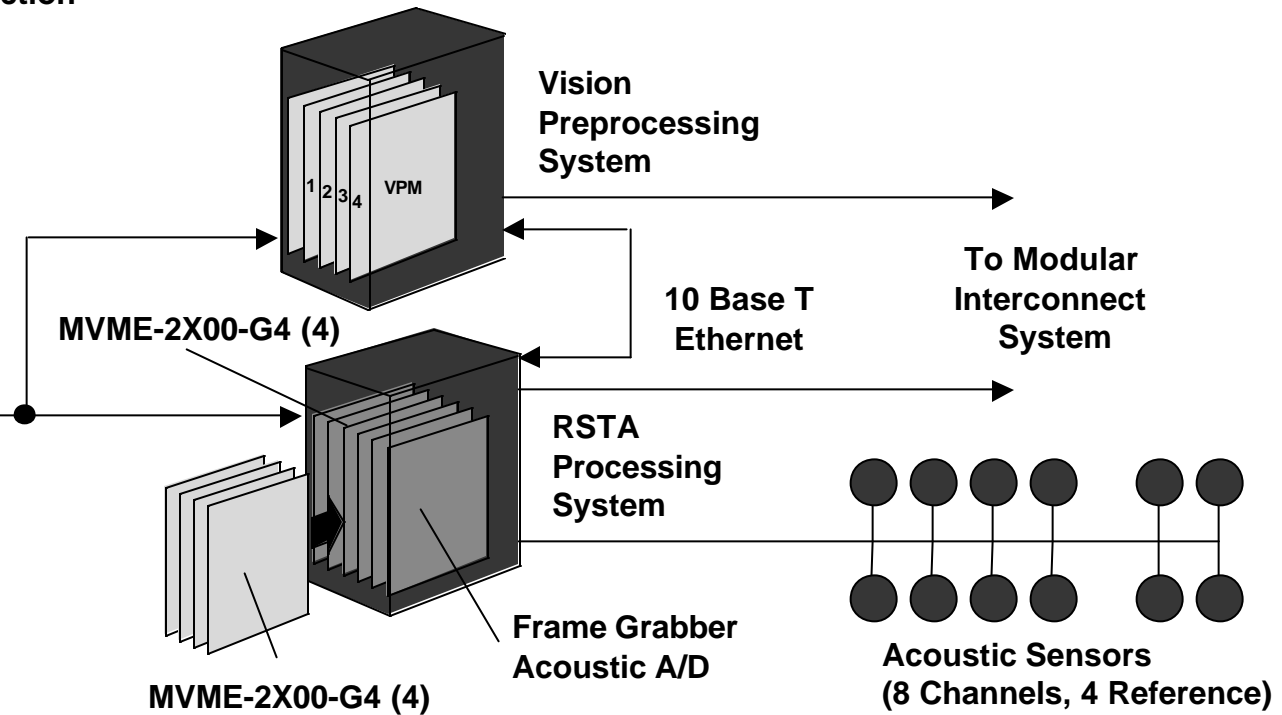 Vision
Preprocessing
System
1 2 3 4 VPM
To Modular
Interconnect
System
10 Base T
Ethernet
MVME-2X00-G4 (4)
RSTA
Processing
System
Frame Grabber
Acoustic A/D
Acoustic Sensors
(8 Channels, 4 Reference)
MVME-2X00-G4 (4)